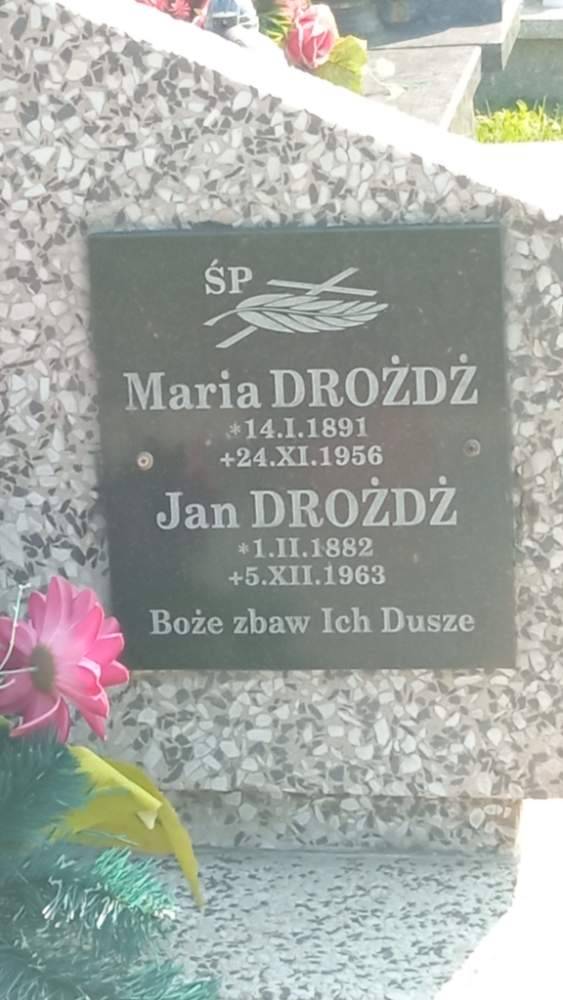 ŚP
Maria DROŻDŻ
*14.I.1891
+24.XI.1956
Jan DROŻDŻ
*1.II.1882
+5.XII.1963
Boże zbaw Ich Dusze